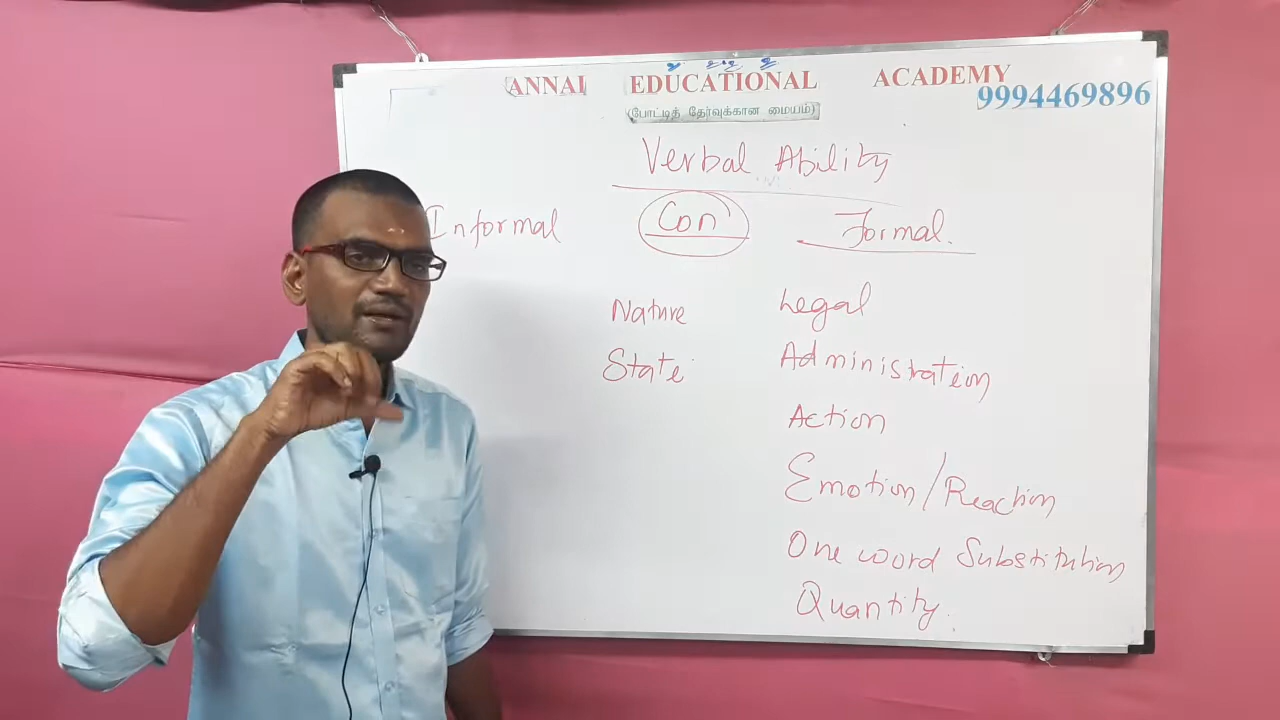 ANNAI EDUCATIONAL ACADEMY
9994469896
(போட்டித் தேர்வுக்கான மையம்)
Verbal Ability
Informal Con Formal.
Nature Legal
State Administration
Action
Emotion/Reaction
One word Substitution
Quantity.